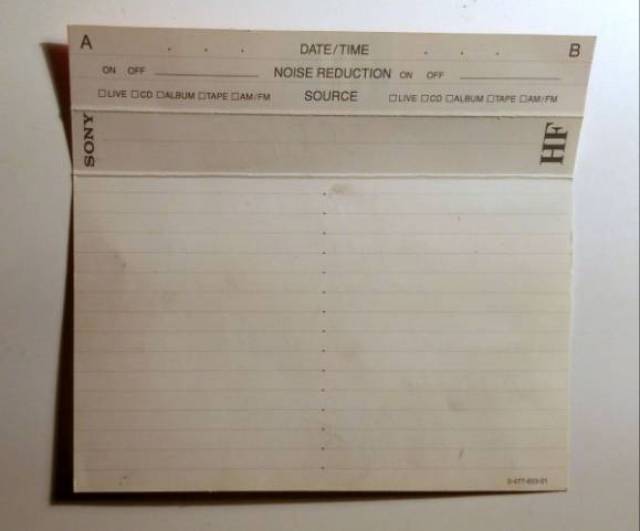 A . . . DATE/TIME . . . B
ON OFF NOISE REDUCTION ON OFF
☐LIVE ☐CD ☐ALBUM ☐TAPE ☐AM/FM SOURCE ☐LIVE ☐CD ☐ALBUM ☐TAPE ☐AM/FM
SONY HF